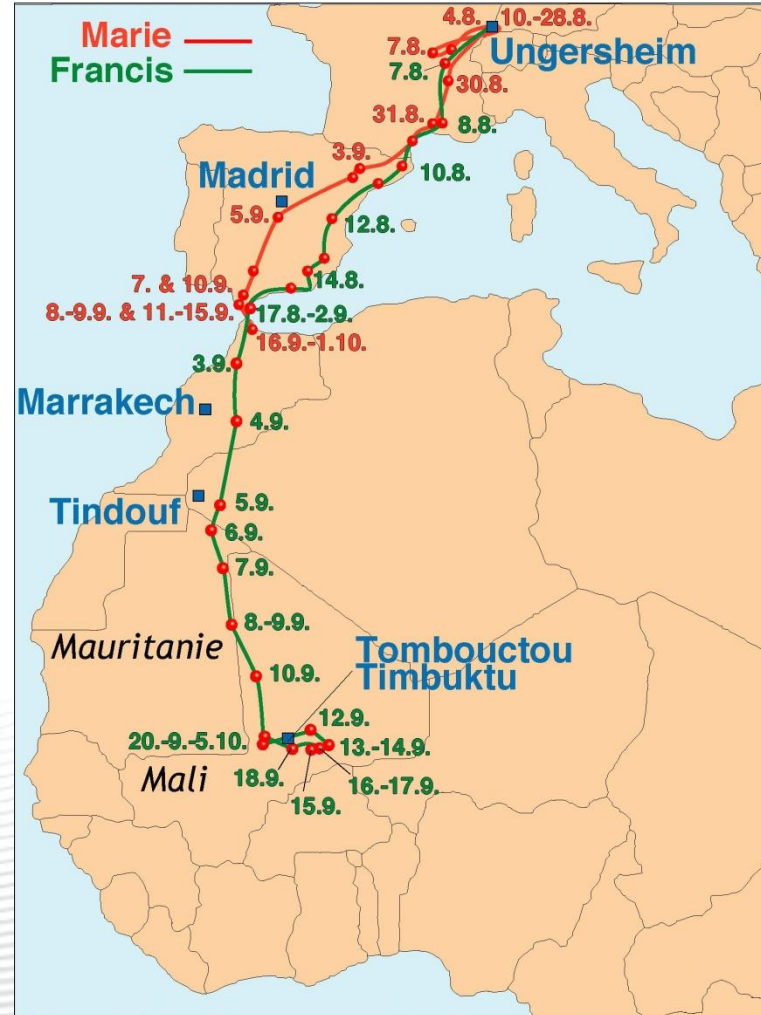 Marie
Francis
4.8.
10.-28.8.
Ungersheim
7.8.
7.8.
30.8.
31.8.
8.8.
3.9.
10.8.
Madrid
5.9.
12.8.
14.8.
7. & 10.9.
8.-9.9. & 11.-15.9.
17.8.-2.9.
16.9.-1.10.
3.9.
Marrakech
4.9.
Tindouf
5.9.
6.9.
7.9.
8.-9.9.
Mauritanie
Tombouctou
Timbuktu
10.9.
12.9.
20.-9.-5.10.
13.-14.9.
Mali
18.9.
16.-17.9.
15.9.